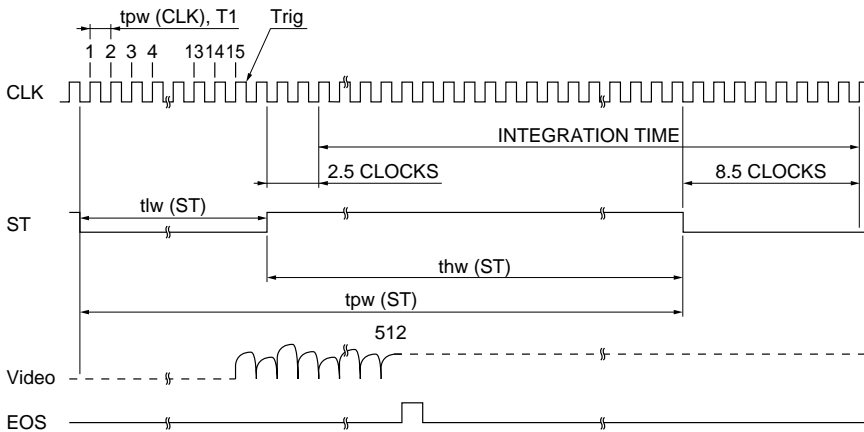 tpw (CLK), T1
Trig
1 2 3 4 13 14 15
CLK
INTEGRATION TIME
2.5 CLOCKS
8.5 CLOCKS
tlw (ST)
ST
thw (ST)
tpw (ST)
512
Video
EOS